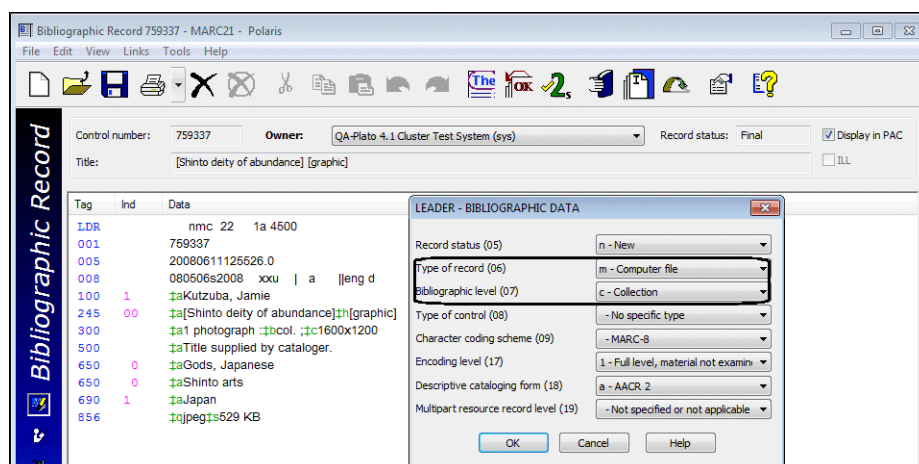 Bibliographic Record 759337 - MARC21 - Polaris
File Edit View Links Tools Help
The OK 2 S
Control number: 759337 Owner: QA-Plato 4.1 Cluster Test System (sys) Record status: Final Display in PAC
Title: [Shinto deity of abundance] [graphic] ILL
Bibliographic Record
Tag Ind Data
LDR nmc 22 1a 4500
001 759337
005 20080611125526.0
008 080506s2008 xxu | a ||eng d
100 1 ‡aKutzuba, Jamie
245 00 ‡a[Shinto deity of abundance]‡h[graphic]
300 ‡a1 photograph :‡bcol. ;‡c1600x1200
500 ‡aTitle supplied by cataloger.
650 0 ‡aGods, Japanese
650 0 ‡aShinto arts
690 1 ‡aJapan
856 ‡qjpeg‡s529 KB
LEADER - BIBLIOGRAPHIC DATA
Record status (05) n - New
Type of record (06) m - Computer file
Bibliographic level (07) c - Collection
Type of control (08) - No specific type
Character coding scheme (09) - MARC-8
Encoding level (17) 1 - Full level, material not examin
Descriptive cataloging form (18) a - AACR 2
Multipart resource record level (19) - Not specified or not applicable
OK Cancel Help